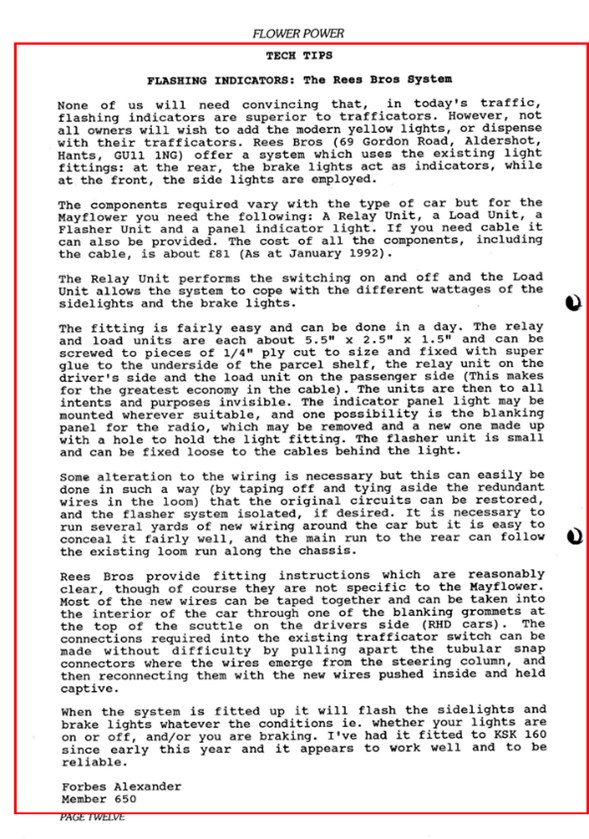 FLOWER POWER
TECH TIPS
FLASHING INDICATORS: The Rees Bros System
None of us will need convincing that, in today's traffic,
flashing indicators are superior to trafficators. However, not
all owners will wish to add the modern yellow lights, or dispense
with their trafficators. Rees Bros (69 Gordon Road, Aldershot,
Hants, GU11 1NG) offer a system which uses the existing light
fittings: at the rear, the brake lights act as indicators, while
at the front, the side lights are employed.
The components required vary with the type of car but for the
Mayflower you need the following: A Relay Unit, a Load Unit, a
Flasher Unit and a panel indicator light. If you need cable it
can also be provided. The cost of all the components, including
the cable, is about £81 (As at January 1992).
The Relay Unit performs the switching on and off and the Load
Unit allows the system to cope with the different wattages of the
sidelights and the brake lights.
The fitting is fairly easy and can be done in a day. The relay
and load units are each about 5.5" x 2.5" x 1.5" and can be
screwed to pieces of 1/4" ply cut to size and fixed with super
glue to the underside of the parcel shelf, the relay unit on the
driver's side and the load unit on the passenger side (This makes
for the greatest economy in the cable). The units are then to all
intents and purposes invisible. The indicator panel light may be
mounted wherever suitable, and one possibility is the blanking
panel for the radio, which may be removed and a new one made up
with a hole to hold the light fitting. The flasher unit is small
and can be fixed loose to the cables behind the light.
Some alteration to the wiring is necessary but this can easily be
done in such a way (by taping off and tying aside the redundant
wires in the loom) that the original circuits can be restored,
and the flasher system isolated, if desired. It is necessary to
run several yards of new wiring around the car but it is easy to
conceal it fairly well, and the main run to the rear can follow
the existing loom run along the chassis.
Rees Bros provide fitting instructions which are reasonably
clear, though of course they are not specific to the Mayflower.
Most of the new wires can be taped together and can be taken into
the interior of the car through one of the blanking grommets at
the top of the scuttle on the drivers side (RHD cars). The
connections required into the existing trafficator switch can be
made without difficulty by pulling apart the tubular snap
connectors where the wires emerge from the steering column, and
then reconnecting them with the new wires pushed inside and held
captive.
When the system is fitted up it will flash the sidelights and
brake lights whatever the conditions ie. whether your lights are
on or off, and/or you are braking. I've had it fitted to KSK 160
since early this year and it appears to work well and to be
reliable.
Forbes Alexander
Member 650
PAGE TWELVE